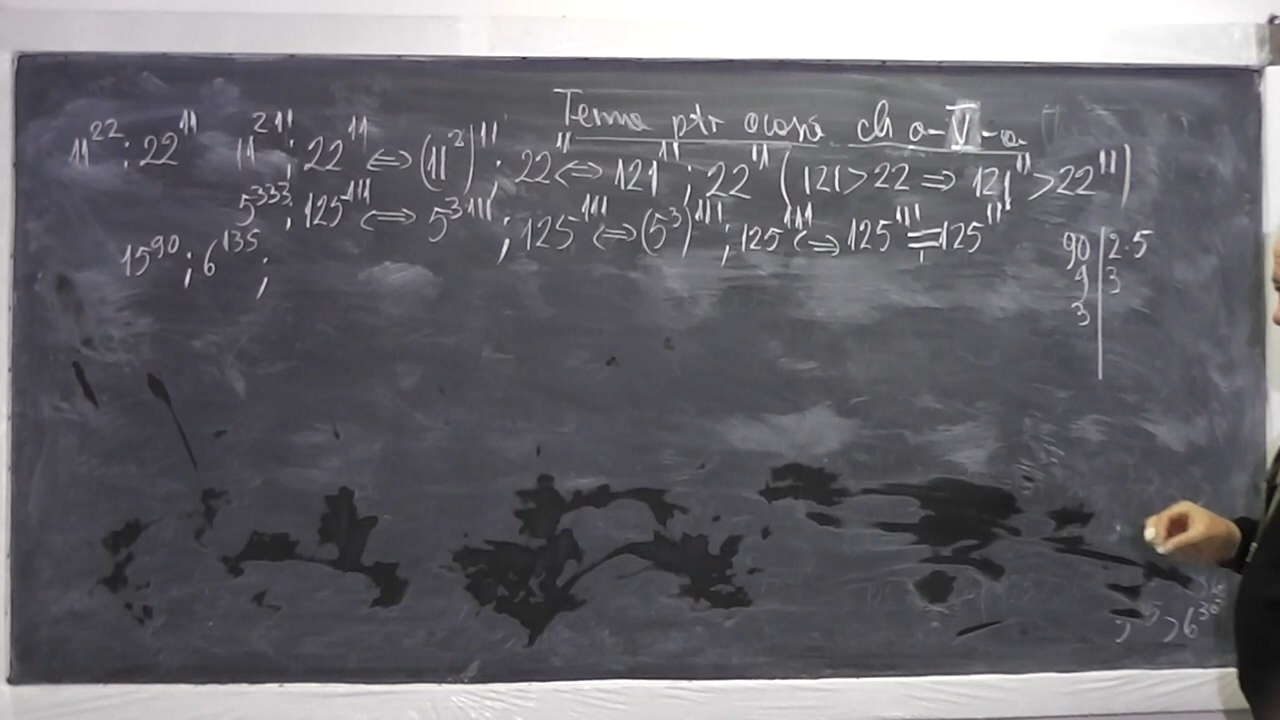 Tema ptr acasă cls a-V-a
11²² ; 22¹¹ 11²'¹¹ ; 22¹¹ ⇔ (11²)¹¹ ; 22¹¹ ⇔ 121¹¹ ; 22¹¹ (121 > 22 ⇒ 121¹¹ > 22¹¹)
5³³³ ; 125¹¹¹ ⇔ 5³'¹¹¹ ; 125¹¹¹ ⇔ (5³)¹¹¹ ; 125¹¹¹ ⇔ 125¹¹¹ = 125¹¹¹
15⁹⁰ ; 6¹³⁵ ;
90 | 2·5
9 | 3
3 |